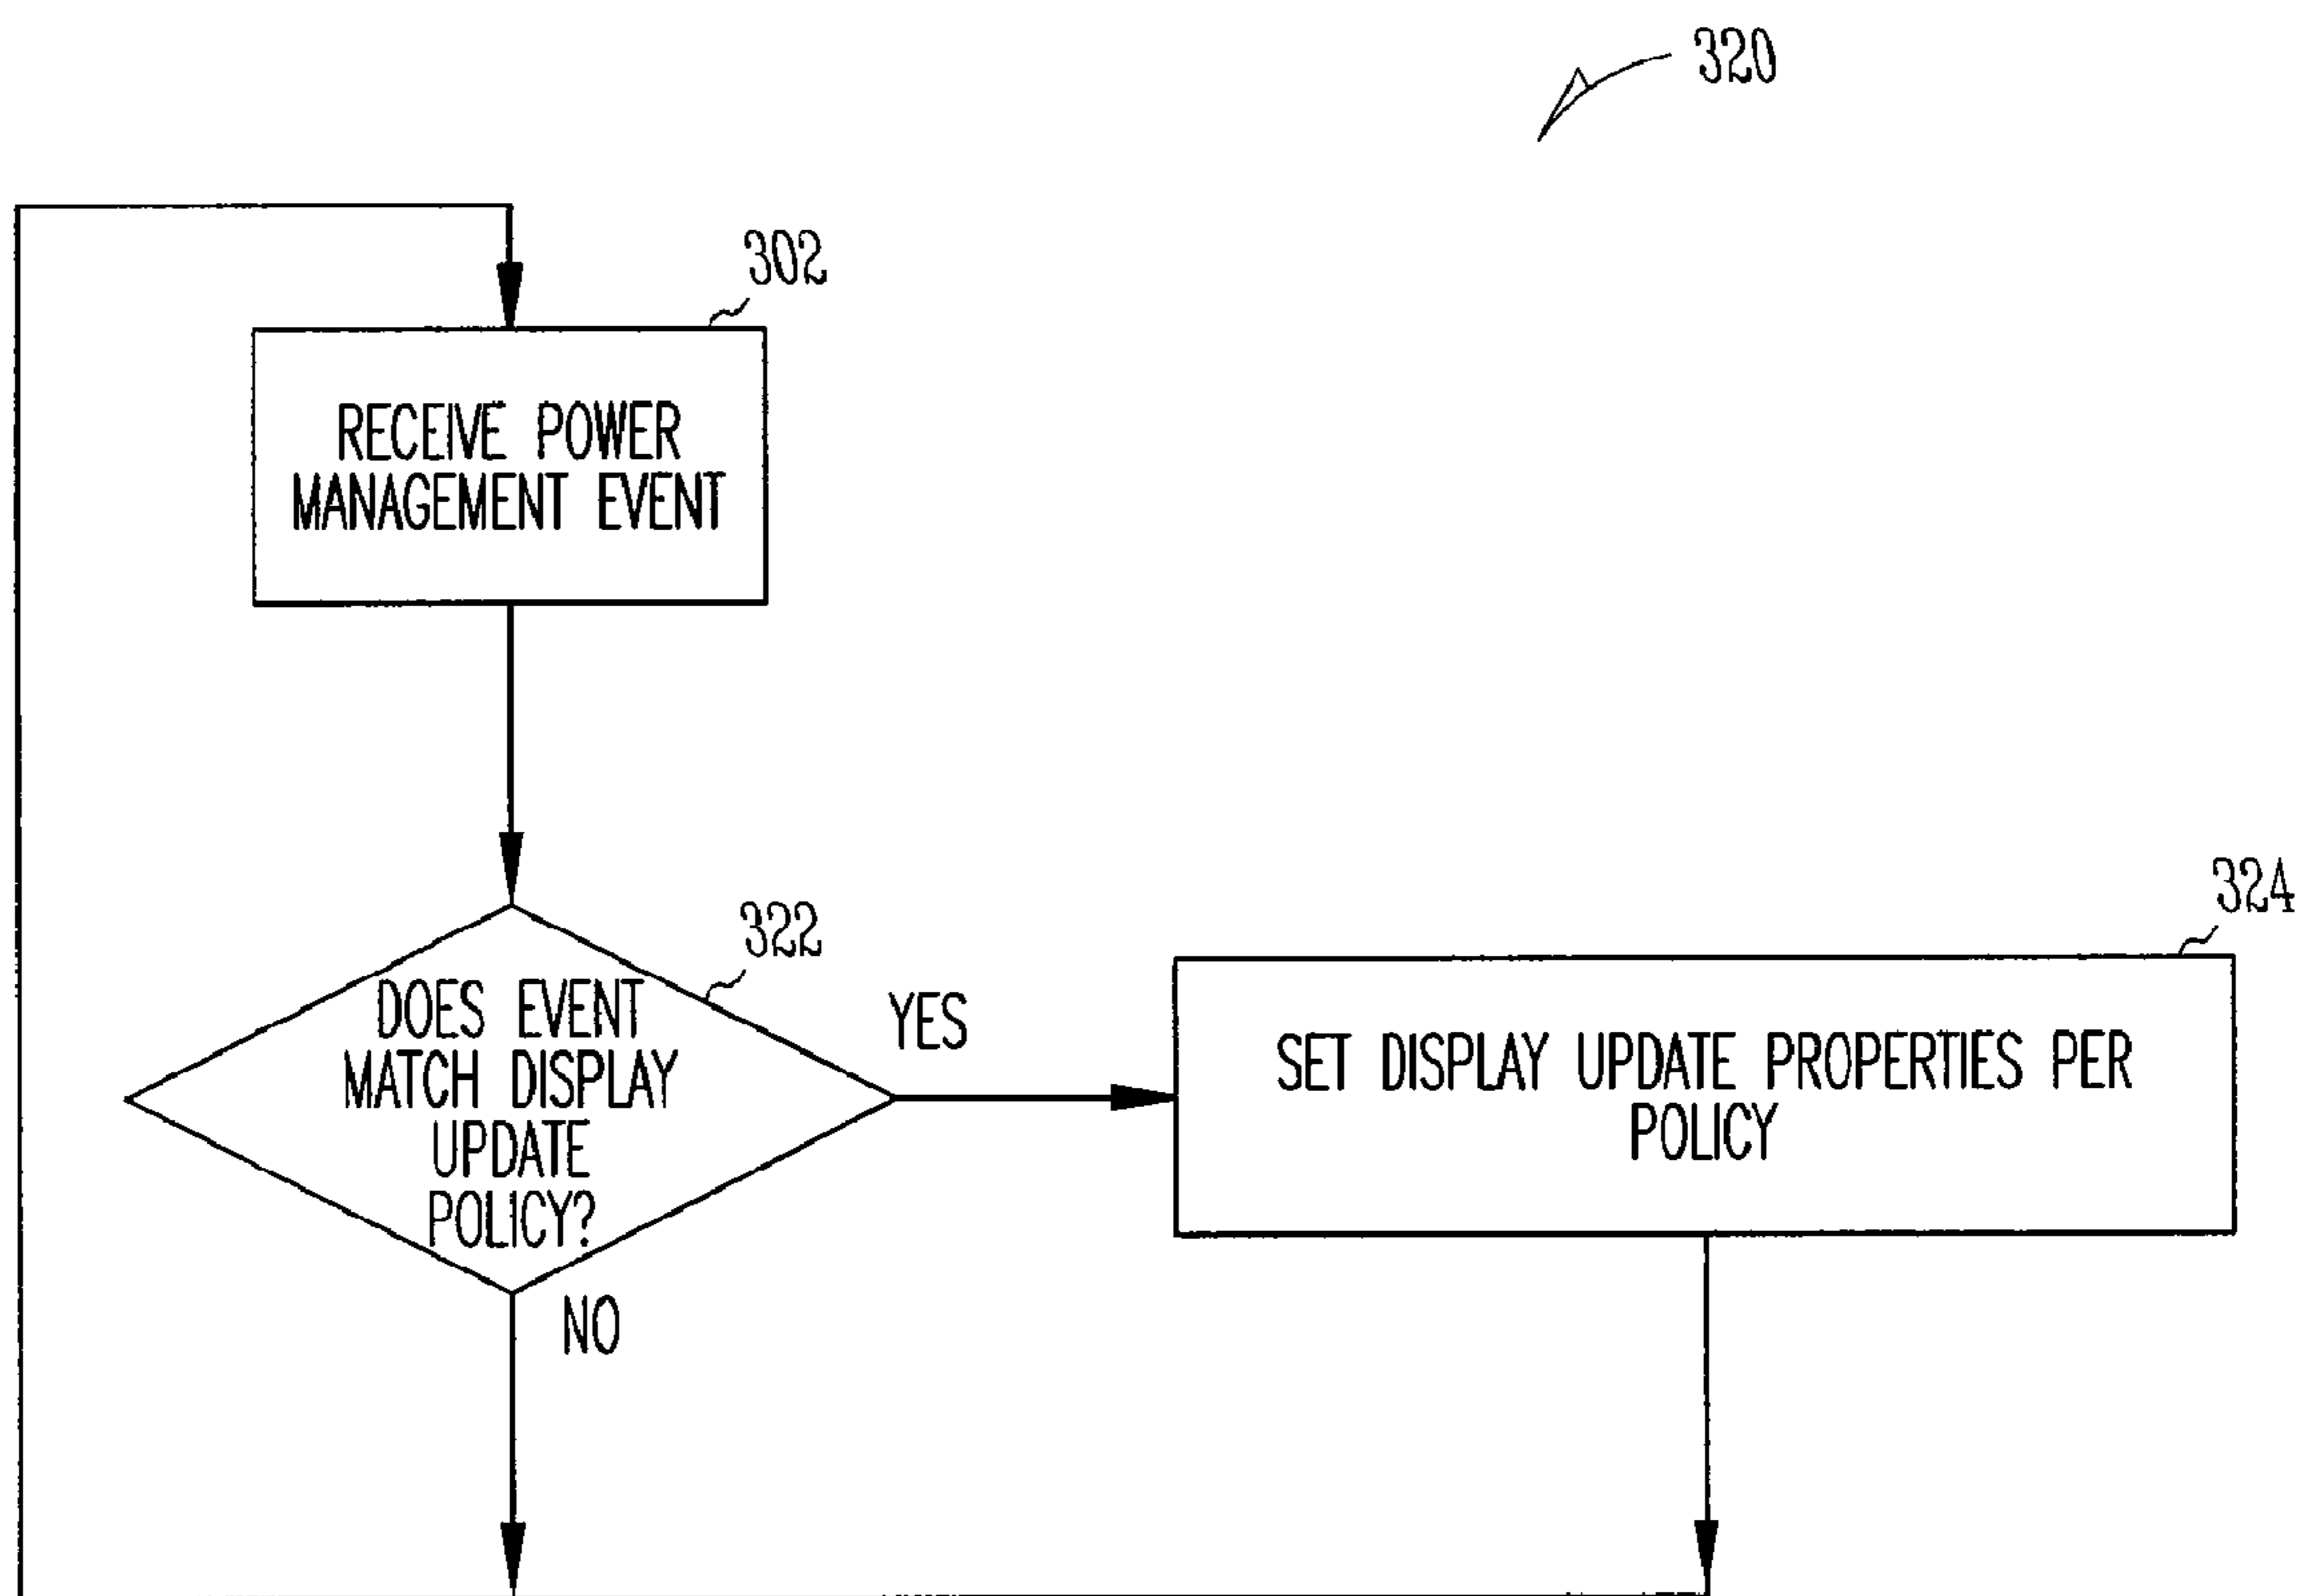 320
302
RECEIVE POWER
MANAGEMENT EVENT
322
DOES EVENT
MATCH DISPLAY
UPDATE
POLICY?
YES
324
SET DISPLAY UPDATE PROPERTIES PER
POLICY
NO